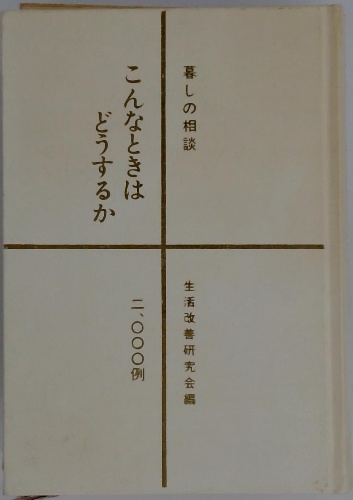 暮しの相談
こんなときは
どうするか
生活改善研究会編
二、〇〇〇例